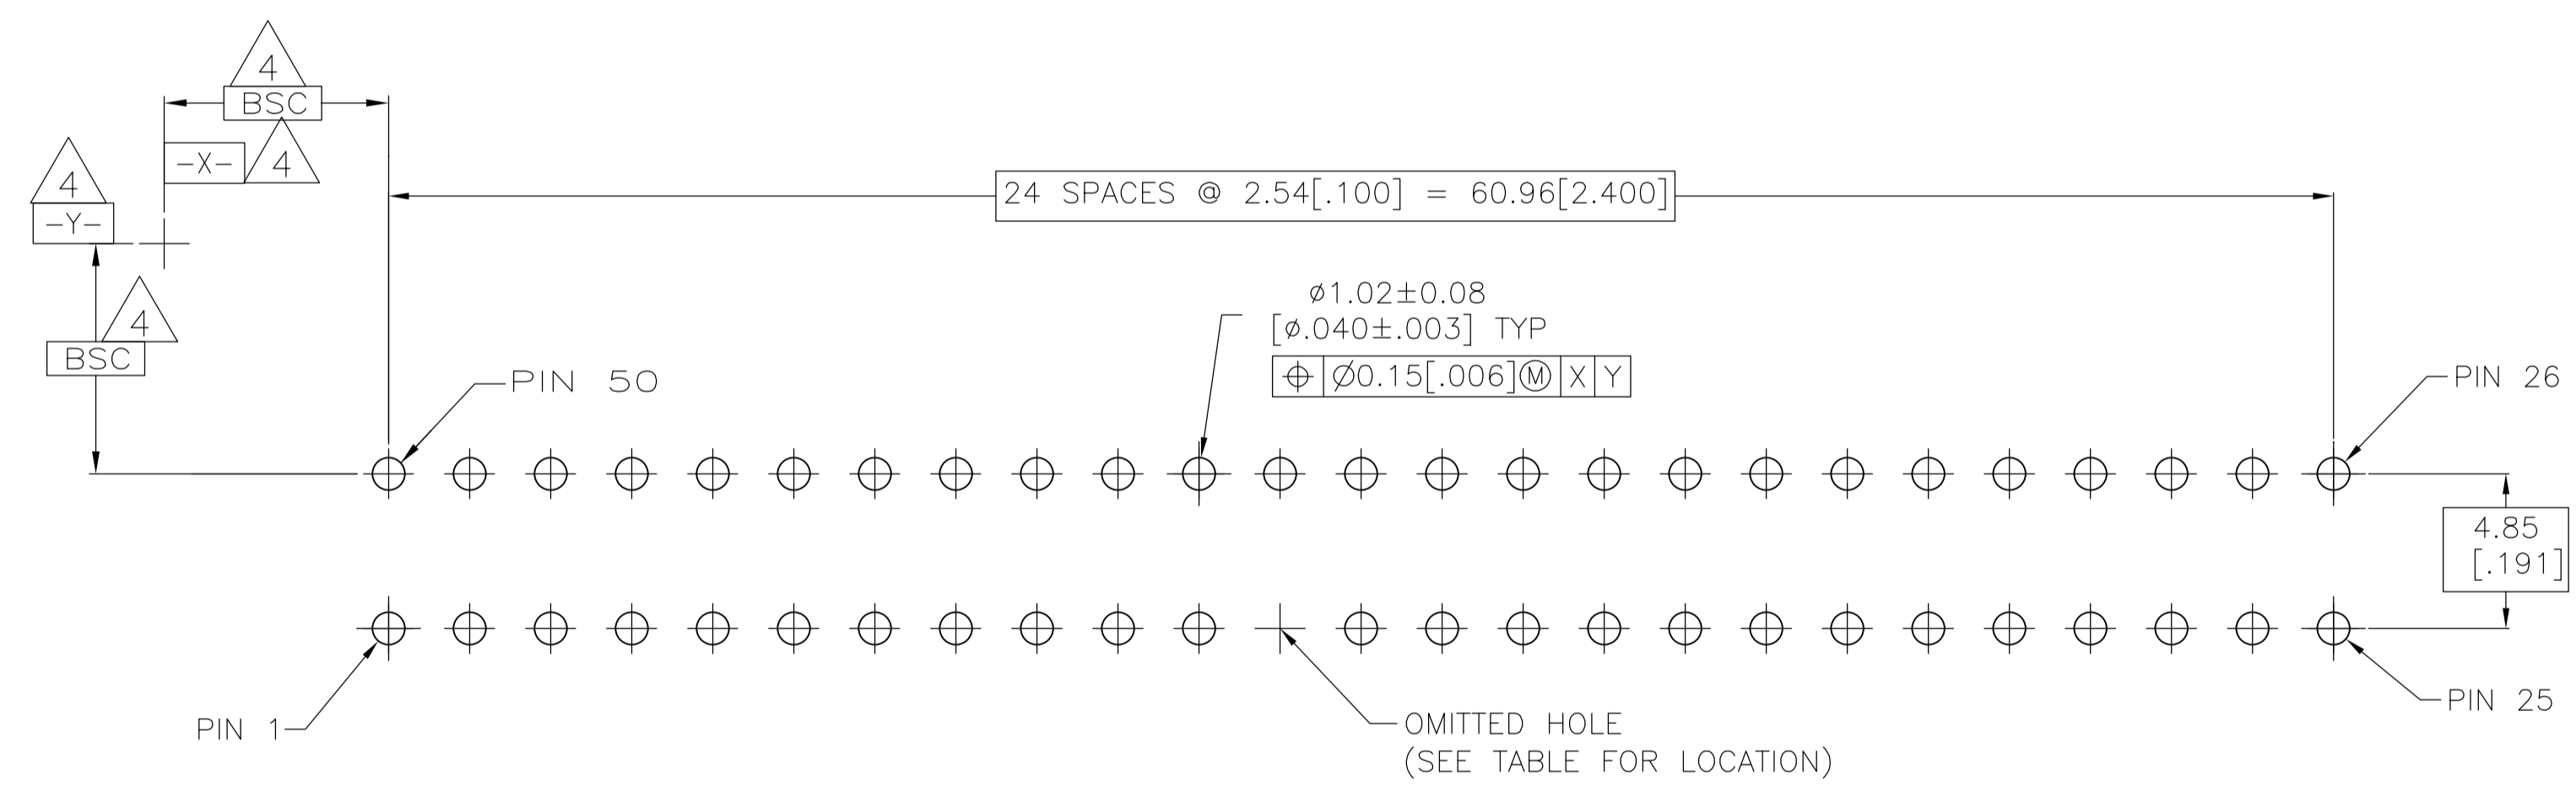 4
BSC
-X-
4
4
-Y-
24 SPACES @ 2.54[.100] = 60.96[2.400]
4
BSC
ø1.02±0.08
[ø.040±.003] TYP
⌖ Ø0.15[.006]Ⓜ X Y
PIN 50
PIN 26
4.85
[.191]
PIN 1
OMITTED HOLE
(SEE TABLE FOR LOCATION)
PIN 25